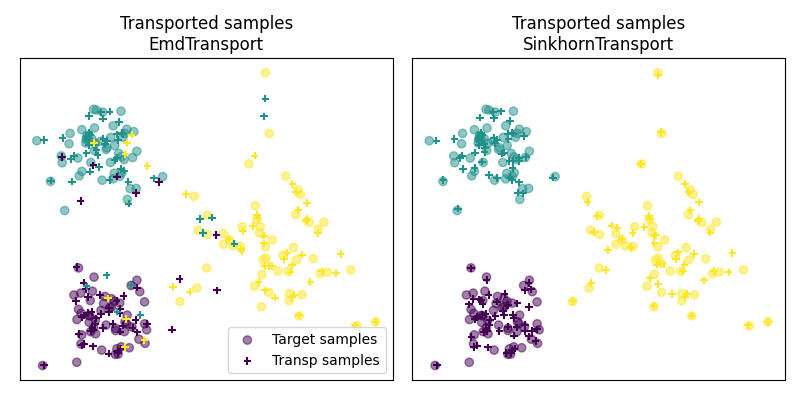 Transported samples
EmdTransport
Transported samples
SinkhornTransport
Target samples
Transp samples